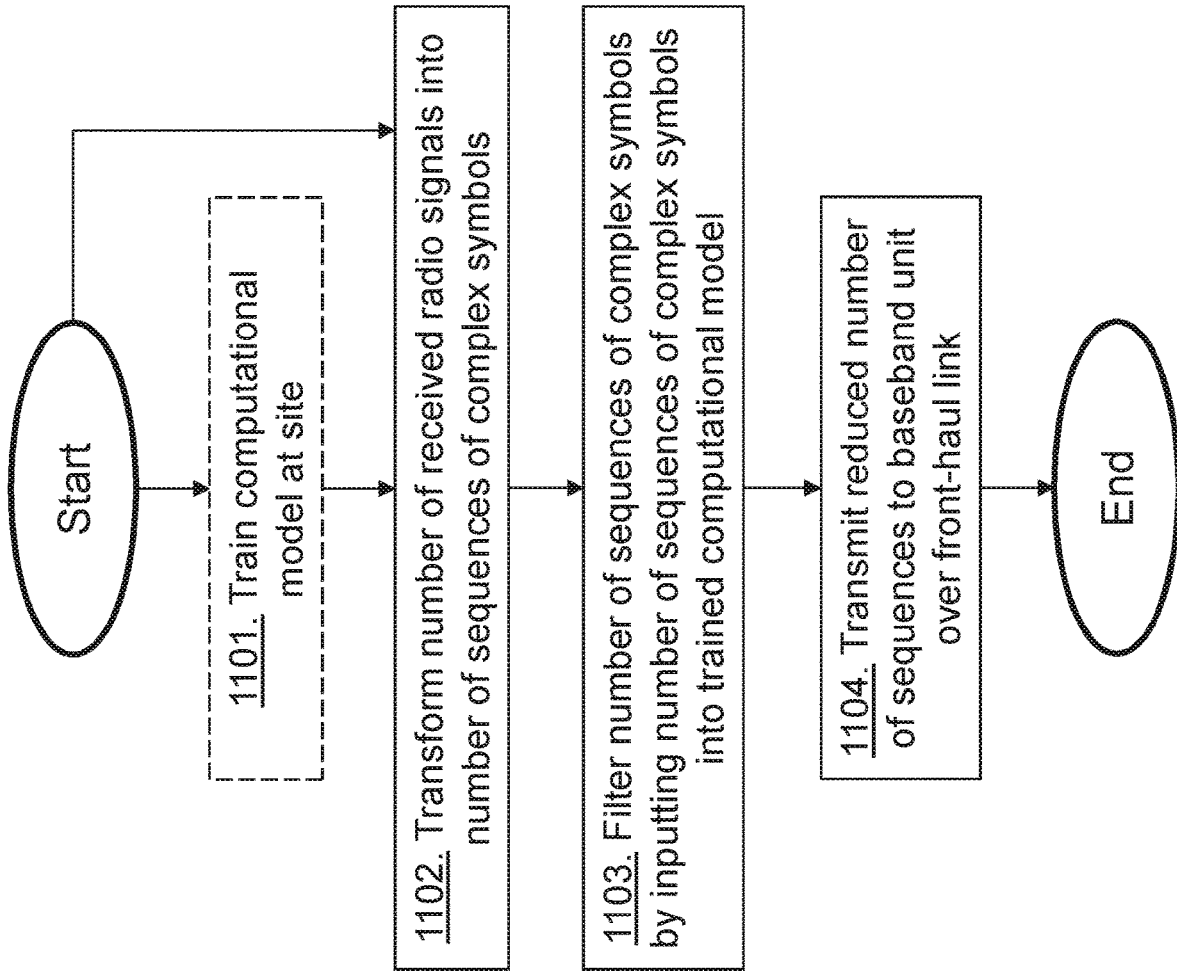 Start
1101. Train computational
model at site
1102. Transform number of received radio signals into
number of sequences of complex symbols
1103. Filter number of sequences of complex symbols
by inputting number of sequences of complex symbols
into trained computational model
1104. Transmit reduced number
of sequences to baseband unit
over front-haul link
End